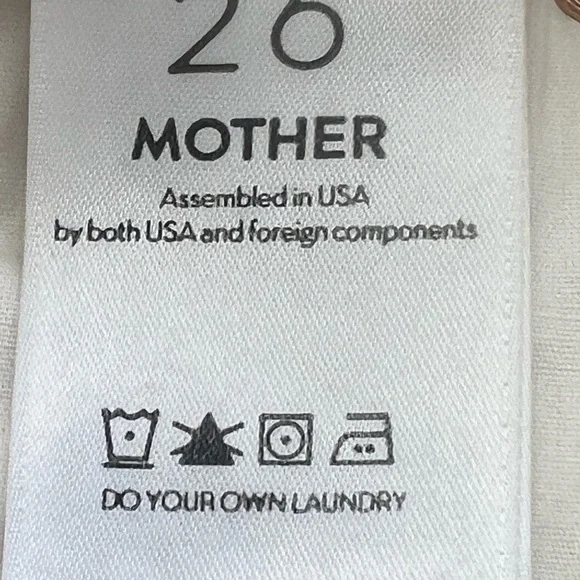 26
MOTHER
Assembled in USA
by both USA and foreign components
DO YOUR OWN LAUNDRY